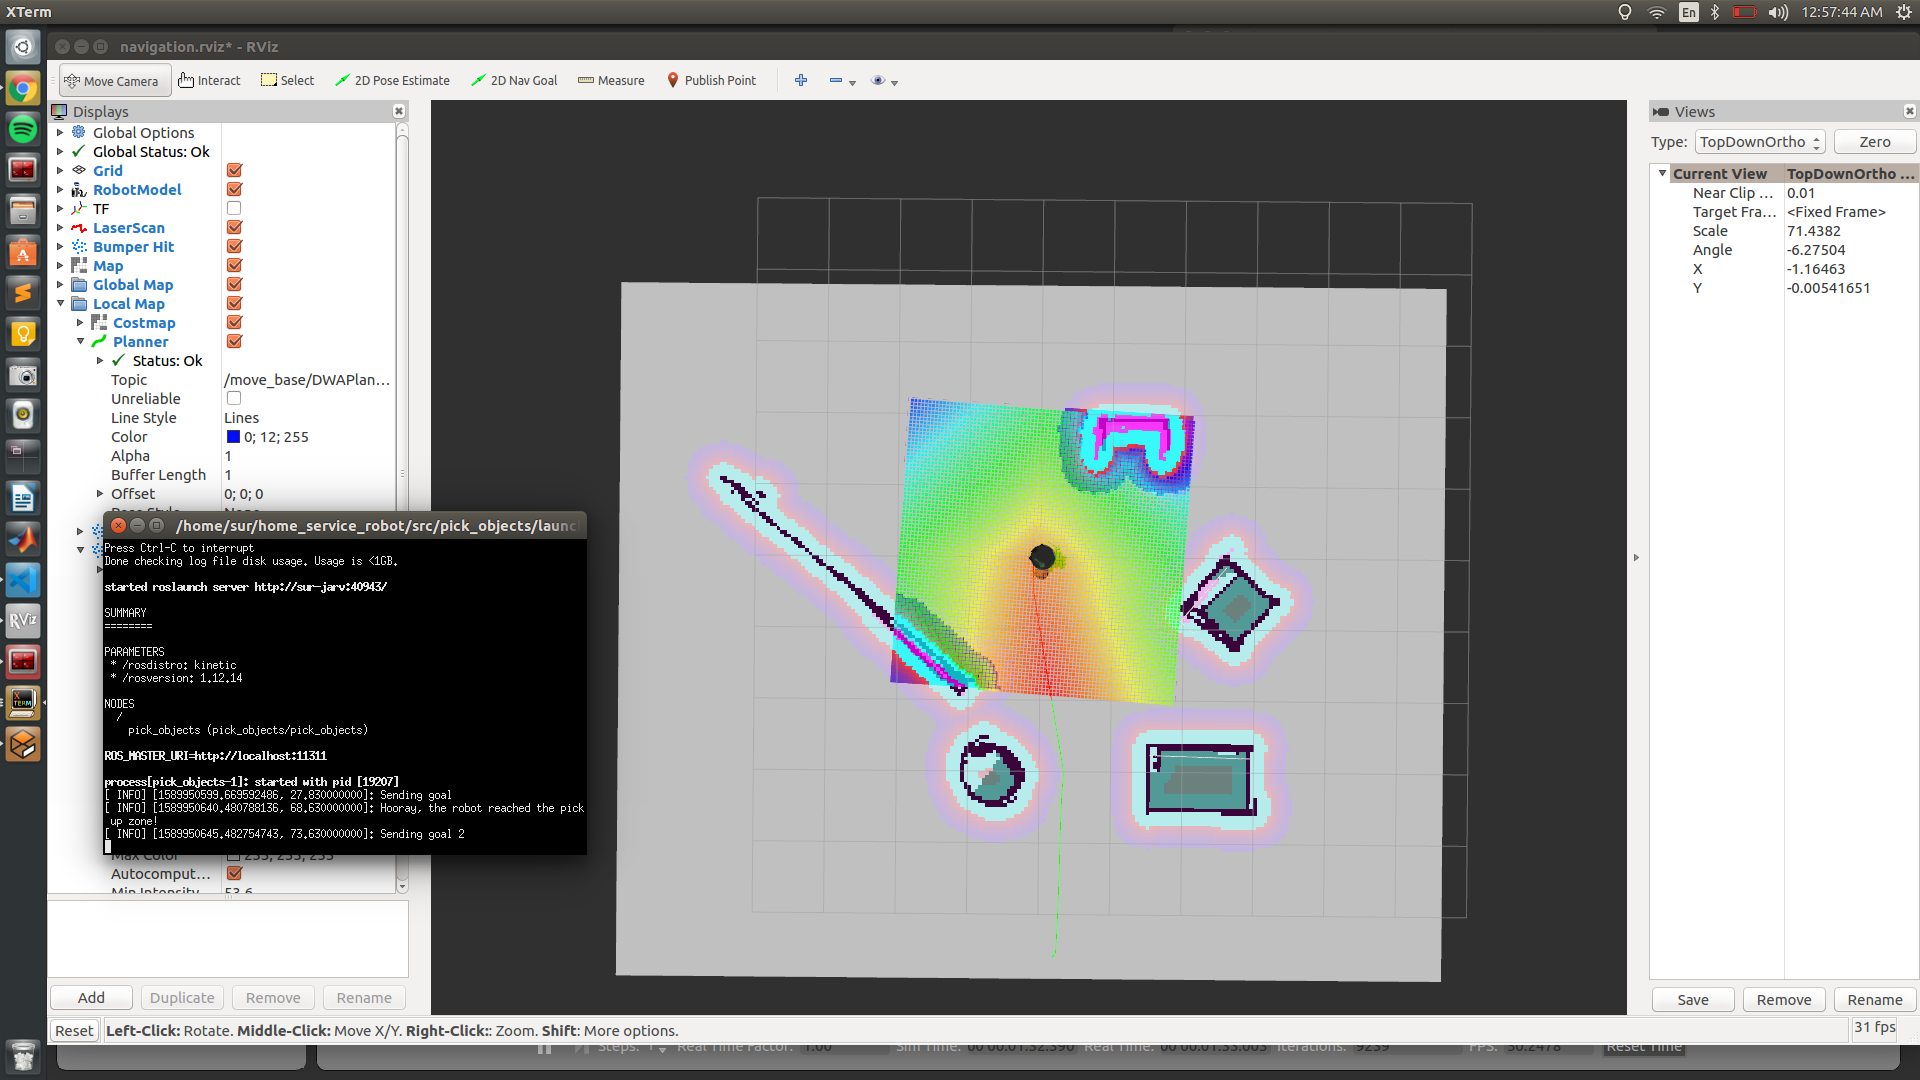 XTerm
En
12:57:44 AM
navigation.rviz* - RViz
Move Camera
Interact
Select
2D Pose Estimate
2D Nav Goal
Measure
Publish Point
Displays
Global Options
Global Status: Ok
Grid
RobotModel
TF
LaserScan
Bumper Hit
Map
Global Map
Local Map
Costmap
Planner
Status: Ok
Topic /move_base/DWAPlan...
Unreliable
Line Style Lines
Color 0; 12; 255
Alpha 1
Buffer Length 1
Offset 0; 0; 0
/home/sur/home_service_robot/src/pick_objects/launc
Press Ctrl-C to interrupt
Done checking log file disk usage. Usage is <1GB.
started roslaunch server http://sur-jarv:40943/
SUMMARY
========
PARAMETERS
* /rosdistro: kinetic
* /rosversion: 1.12.14
NODES
/
pick_objects (pick_objects/pick_objects)
ROS_MASTER_URI=http://localhost:11311
process[pick_objects-1]: started with pid [19207]
[ INFO] [1589950599.669592486, 27.830000000]: Sending goal
[ INFO] [1589950640.480788136, 68.630000000]: Hooray, the robot reached the pick
up zone!
[ INFO] [1589950645.482754743, 73.630000000]: Sending goal 2
Max Color 255; 255; 255
Autocomput...
Min Intensity 53.6
Add
Duplicate
Remove
Rename
Reset
Left-Click: Rotate. Middle-Click: Move X/Y. Right-Click:: Zoom. Shift: More options.
31 fps
Steps: 1 Real Time Factor: 1.00 Sim Time: 00 00:01:32.390 Real Time: 00 00:01:33.003 Iterations: 9239 FPS: 30.2478 Reset Time
Views
Type: TopDownOrtho Zero
Current View TopDownOrtho ...
Near Clip ... 0.01
Target Fra... <Fixed Frame>
Scale 71.4382
Angle -6.27504
X -1.16463
Y -0.00541651
Save
Remove
Rename
RViz
X
TERM